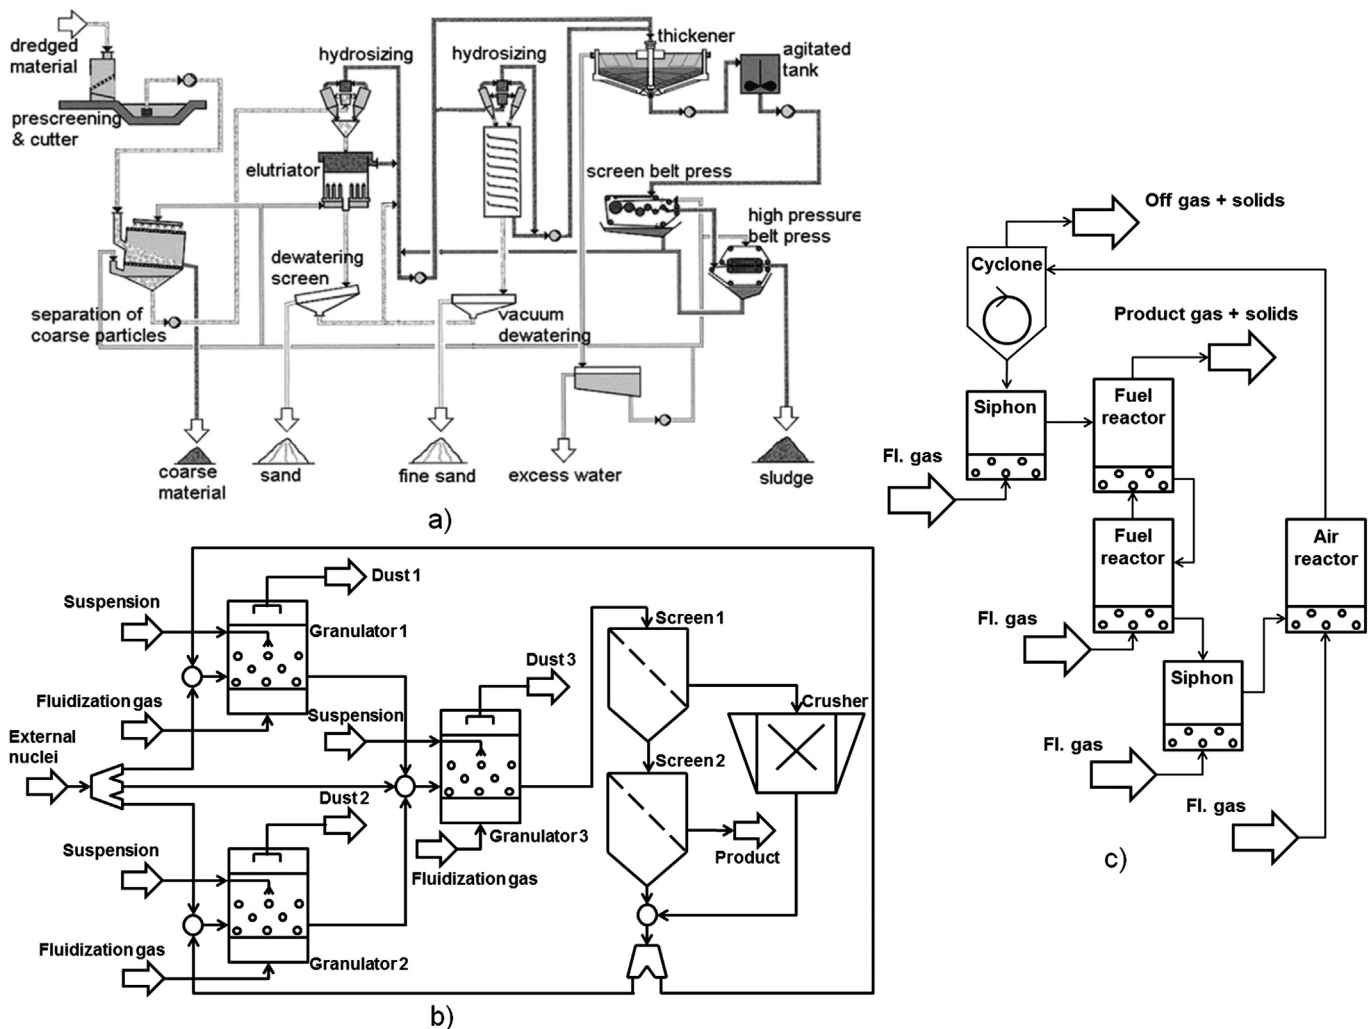 dredged
material
prescreening
& cutter
hydrosizing
hydrosizing
thickener
agitated
tank
elutriator
screen belt press
high pressure
belt press
dewatering
screen
separation of
coarse particles
vacuum
dewatering
coarse
material
sand
fine sand
excess water
sludge
a)
Suspension
Dust 1
Granulator 1
Fluidization gas
External
nuclei
Suspension
Dust 3
Granulator 3
Fluidization gas
Dust 2
Suspension
Fluidization gas
Granulator 2
Screen 1
Crusher
Screen 2
Product
b)
Off gas + solids
Cyclone
Product gas + solids
Siphon
Fuel
reactor
Fl. gas
Fuel
reactor
Air
reactor
Fl. gas
Siphon
Fl. gas
Fl. gas
c)